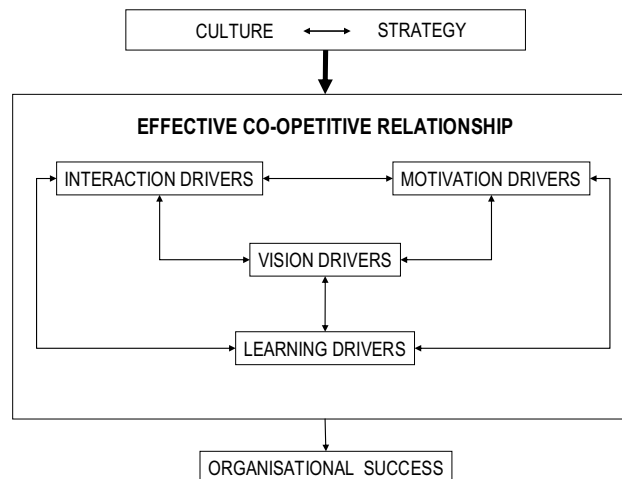 CULTURE STRATEGY
EFFECTIVE CO-OPETITIVE RELATIONSHIP
INTERACTION DRIVERS MOTIVATION DRIVERS
VISION DRIVERS
LEARNING DRIVERS
ORGANISATIONAL SUCCESS